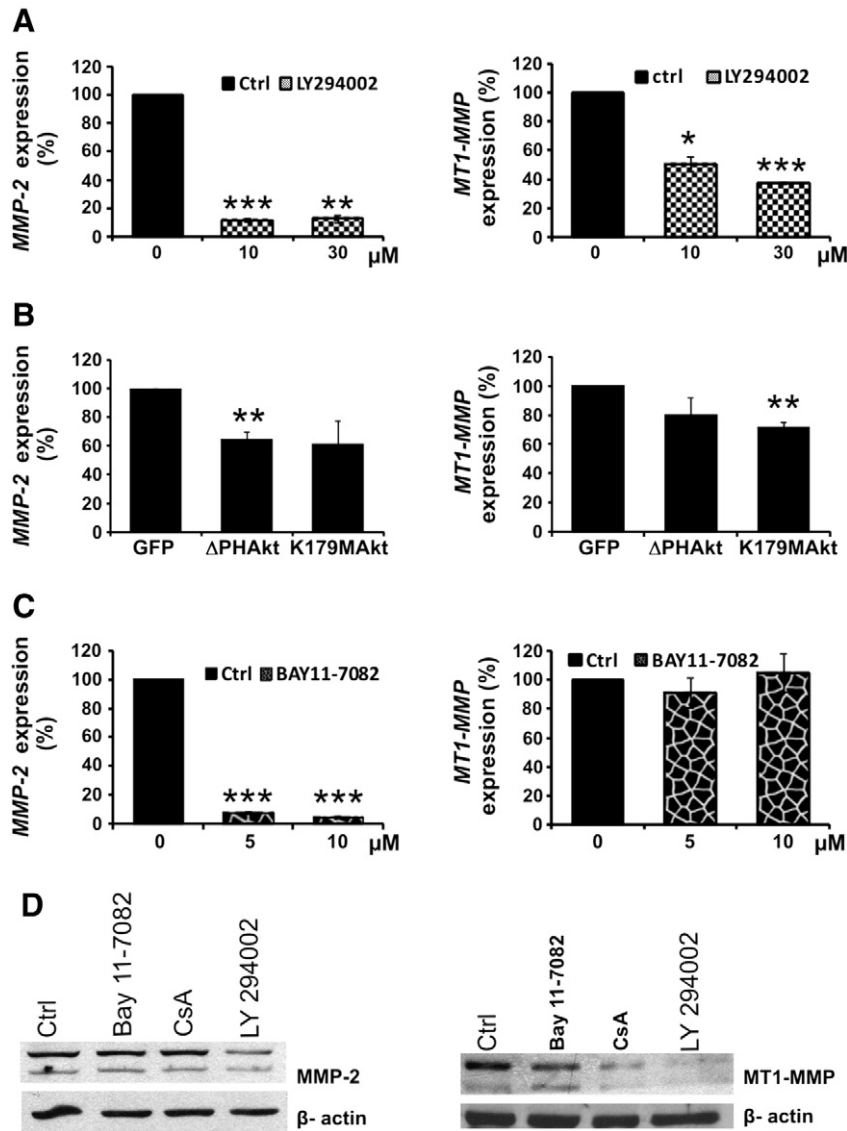 A
MMP-2 expression (%)
120
100
80
60
40
20
0
Ctrl LY294002
*** **
0 10 30 µM
MT1-MMP expression (%)
120
100
80
60
40
20
0
ctrl LY294002
* ***
0 10 30 µM
B
MMP-2 expression (%)
120
100
80
60
40
20
0
**
GFP ΔPHAkt K179MAkt
MT1-MMP expression (%)
120
100
80
60
40
20
0
**
GFP ΔPHAkt K179MAkt
C
MMP-2 expression (%)
120
100
80
60
40
20
0
Ctrl BAY11-7082
*** ***
0 5 10 µM
MT1-MMP expression (%)
120
100
80
60
40
20
0
Ctrl BAY11-7082
0 5 10 µM
D
Ctrl
Bay 11-7082
CsA
LY 294002
MMP-2
β- actin
Ctrl
Bay 11-7082
CsA
LY 294002
MT1-MMP
β- actin